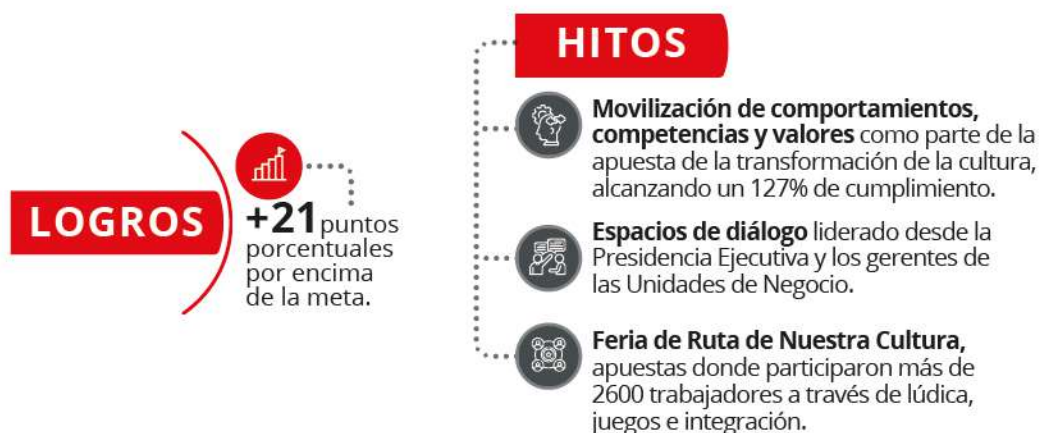 LOGROS
+21 puntos
porcentuales
por encima
de la meta.
HITOS
Movilización de comportamientos,
competencias y valores como parte de la
apuesta de la transformación de la cultura,
alcanzando un 127% de cumplimiento.
Espacios de diálogo liderado desde la
Presidencia Ejecutiva y los gerentes de
las Unidades de Negocio.
Feria de Ruta de Nuestra Cultura,
apuestas donde participaron más de
2600 trabajadores a través de lúdica,
juegos e integración.